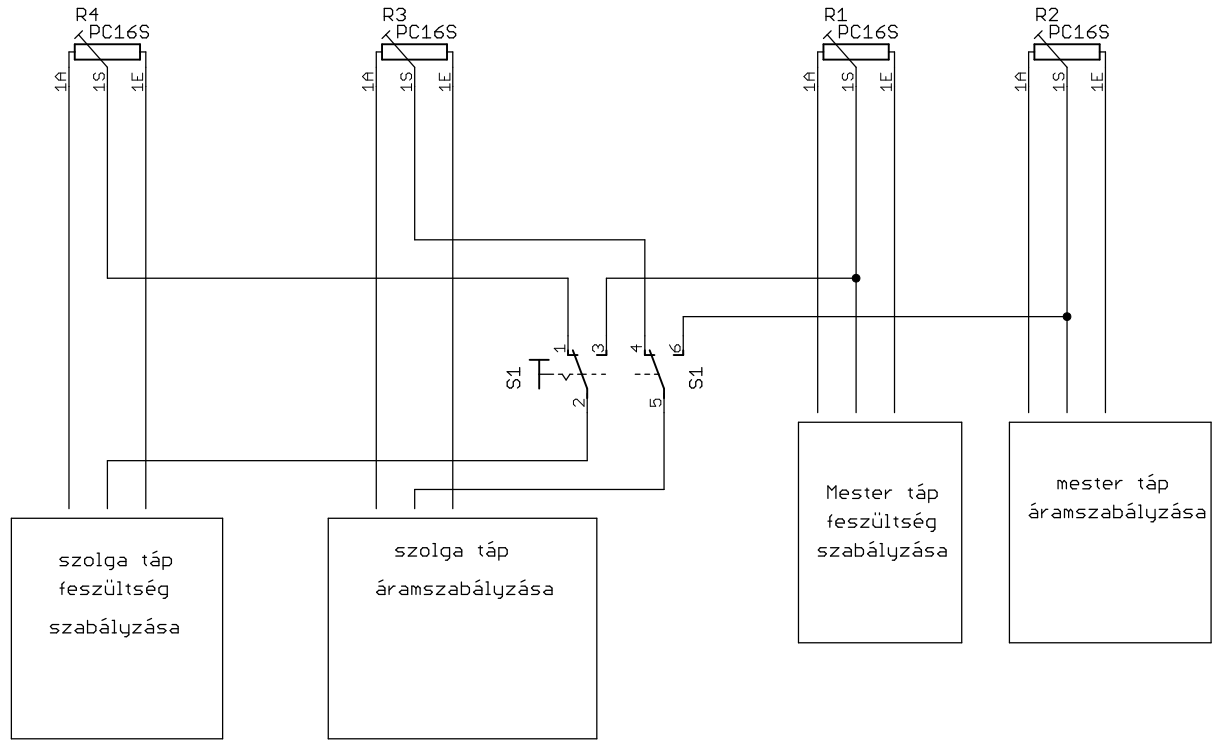 R4
PC16S
1A
1S
1E
R3
PC16S
1A
1S
1E
R1
PC16S
1A
1S
1E
R2
PC16S
1A
1S
1E
1
3
4
6
S1
S1
2
5
szolga táp
feszültség
szabályzása
szolga táp
áramszabályzása
Mester táp
feszültség
szabályzása
mester táp
áramszabályzása